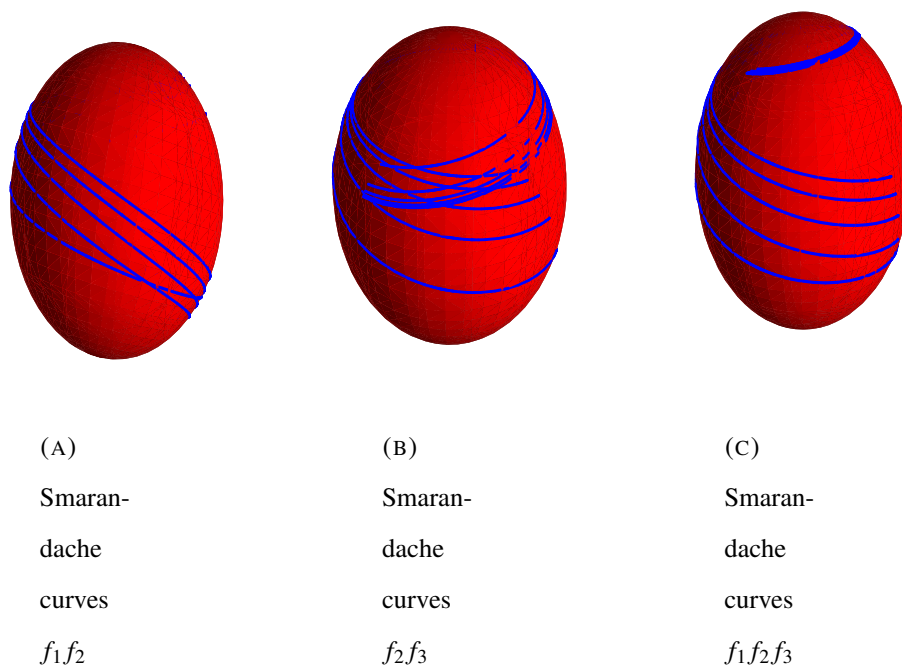 (A)
Smaran-
dache
curves
f₁f₂
(B)
Smaran-
dache
curves
f₂f₃
(C)
Smaran-
dache
curves
f₁f₂f₃